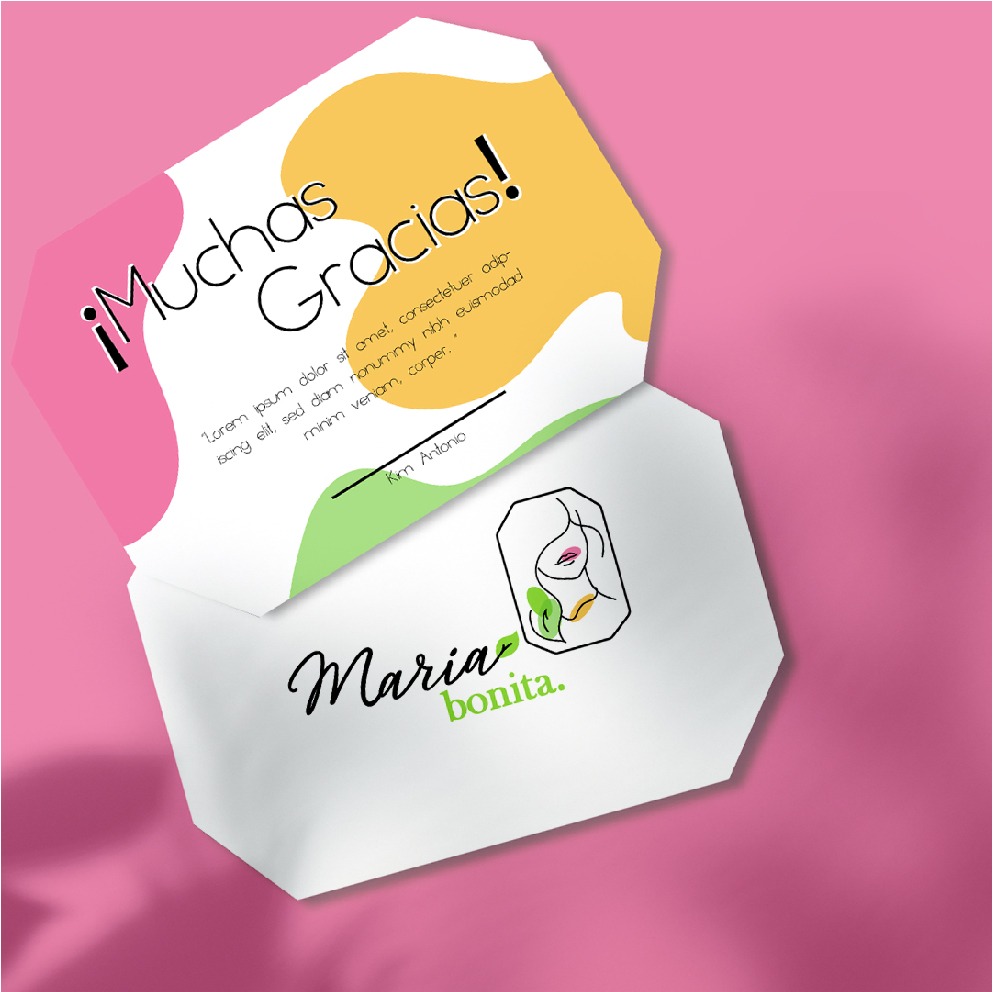 ¡Muchas
Gracias!
"Lorem ipsum dolor sit amet, consectetuer adip-
iscing elit, sed diam nonummy nibh euismodad
minim veniam, corper."
Kim Antonio
Maria
bonita.